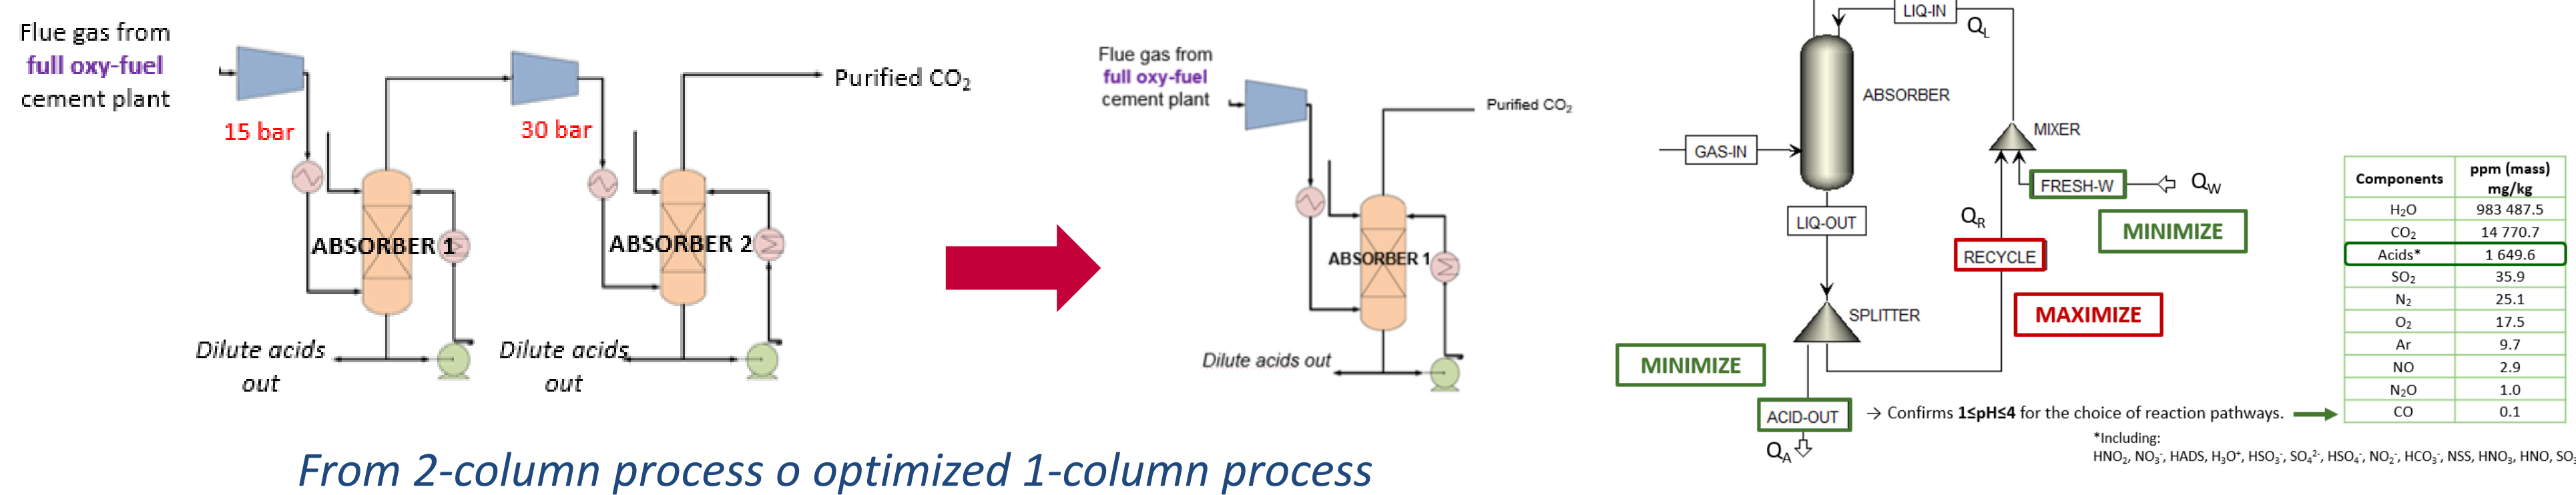 Flue gas from
full oxy-fuel
cement plant
15 bar
30 bar
Purified CO₂
ABSORBER 1
ABSORBER 2
Dilute acids
out
Dilute acids
out
Flue gas from
full oxy-fuel
cement plant
Purified CO₂
ABSORBER 1
Dilute acids out
From 2-column process o optimized 1-column process
LIQ-IN
Q_L
ABSORBER
GAS-IN
MIXER
FRESH-W
Q_W
MINIMIZE
LIQ-OUT
Q_R
RECYCLE
MAXIMIZE
SPLITTER
MINIMIZE
ACID-OUT
Q_A
→ Confirms 1≤pH≤4 for the choice of reaction pathways.
Components ppm (mass) mg/kg
H₂O 983 487.5
CO₂ 14 770.7
Acids* 1 649.6
SO₂ 35.9
N₂ 25.1
O₂ 17.5
Ar 9.7
NO 2.9
N₂O 1.0
CO 0.1
*Including:
HNO₂, NO₃⁻, HADS, H₃O⁺, HSO₃⁻, SO₄²⁻, HSO₄⁻, NO₂⁻, HCO₃⁻, NSS, HNO₃, HNO, SO₃